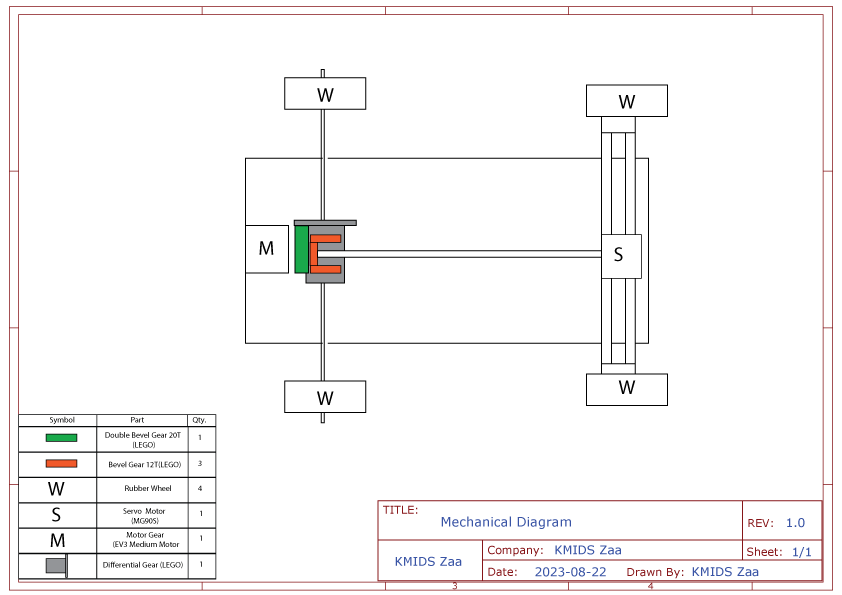 W
W
M
S
W
W
Symbol Part Qty.
Double Bevel Gear 20T
(LEGO)
1
Bevel Gear 12T(LEGO) 3
W Rubber Wheel 4
S Servo Motor
(MG90S)
1
M Motor Gear
(EV3 Medium Motor
1
Differential Gear (LEGO) 1
TITLE:
Mechanical Diagram
REV: 1.0
KMIDS Zaa
Company: KMIDS Zaa
Sheet: 1/1
Date: 2023-08-22 Drawn By: KMIDS Zaa
3 4